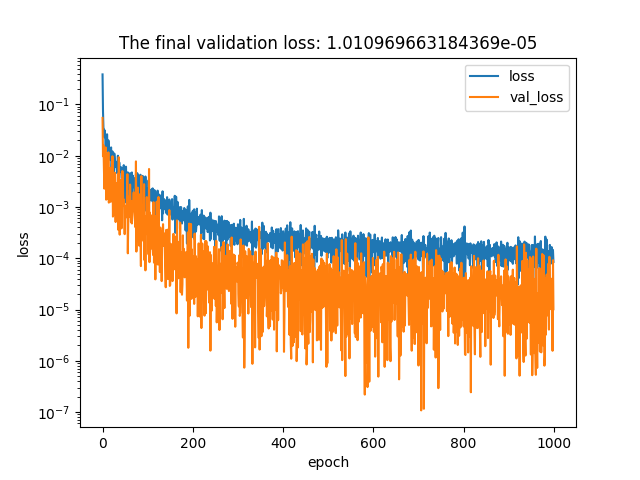 The final validation loss: 1.010969663184369e-05
loss
val_loss
10⁻¹
10⁻²
10⁻³
10⁻⁴
10⁻⁵
10⁻⁶
10⁻⁷
loss
0 200 400 600 800 1000
epoch